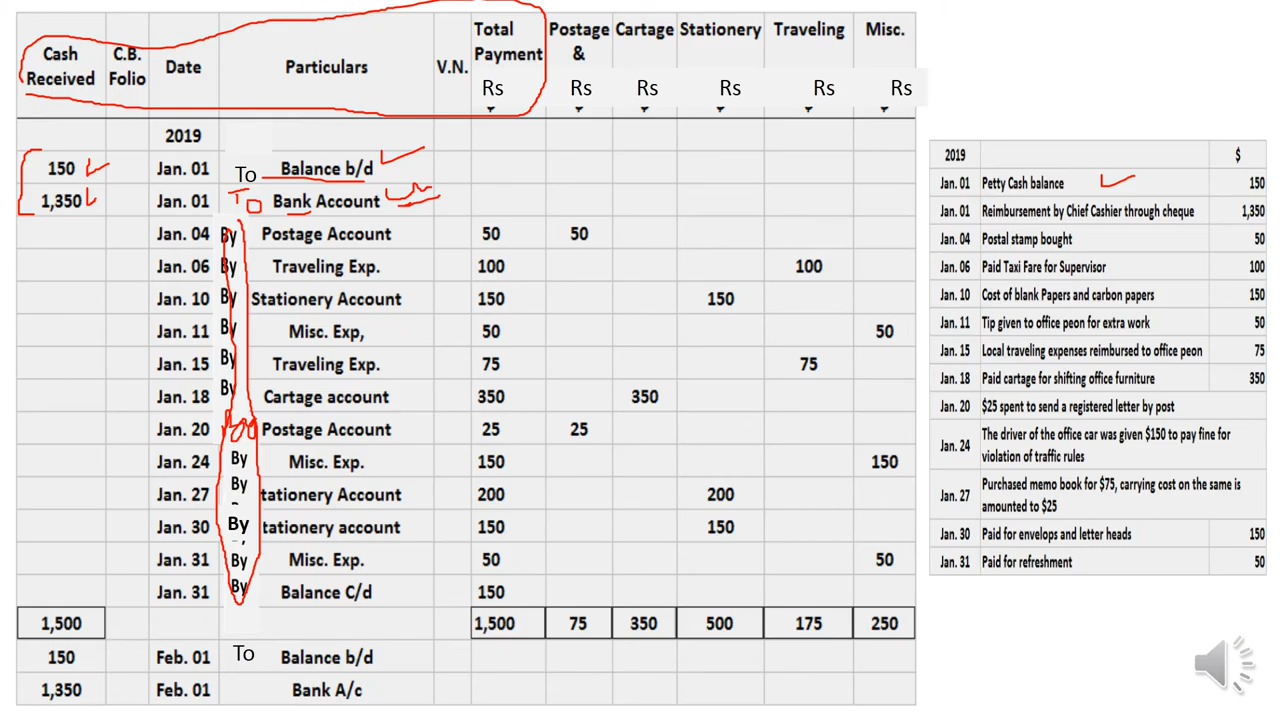 Cash Received C.B. Folio Date Particulars V.N. Total Payment Rs Postage & Rs Cartage Rs Stationery Rs Traveling Rs Misc. Rs
2019
150 Jan. 01 To Balance b/d
1,350 Jan. 01 To Bank Account
Jan. 04 By Postage Account 50 50
Jan. 06 By Traveling Exp. 100 100
Jan. 10 By Stationery Account 150 150
Jan. 11 By Misc. Exp, 50 50
Jan. 15 By Traveling Exp. 75 75
Jan. 18 By Cartage account 350 350
Jan. 20 Postage Account 25 25
Jan. 24 By Misc. Exp. 150 150
Jan. 27 By tationery Account 200 200
Jan. 30 By tationery account 150 150
Jan. 31 By Misc. Exp. 50 50
Jan. 31 By Balance C/d 150
1,500 1,500 75 350 500 175 250
150 Feb. 01 To Balance b/d
1,350 Feb. 01 Bank A/c
2019 $
Jan. 01 Petty Cash balance 150
Jan. 01 Reimbursement by Chief Cashier through cheque 1,350
Jan. 04 Postal stamp bought 50
Jan. 06 Paid Taxi Fare for Supervisor 100
Jan. 10 Cost of blank Papers and carbon papers 150
Jan. 11 Tip given to office peon for extra work 50
Jan. 15 Local traveling expenses reimbursed to office peon 75
Jan. 18 Paid cartage for shifting office furniture 350
Jan. 20 $25 spent to send a registered letter by post
Jan. 24 The driver of the office car was given $150 to pay fine for
violation of traffic rules
Jan. 27 Purchased memo book for $75, carrying cost on the same is
amounted to $25
Jan. 30 Paid for envelops and letter heads 150
Jan. 31 Paid for refreshment 50